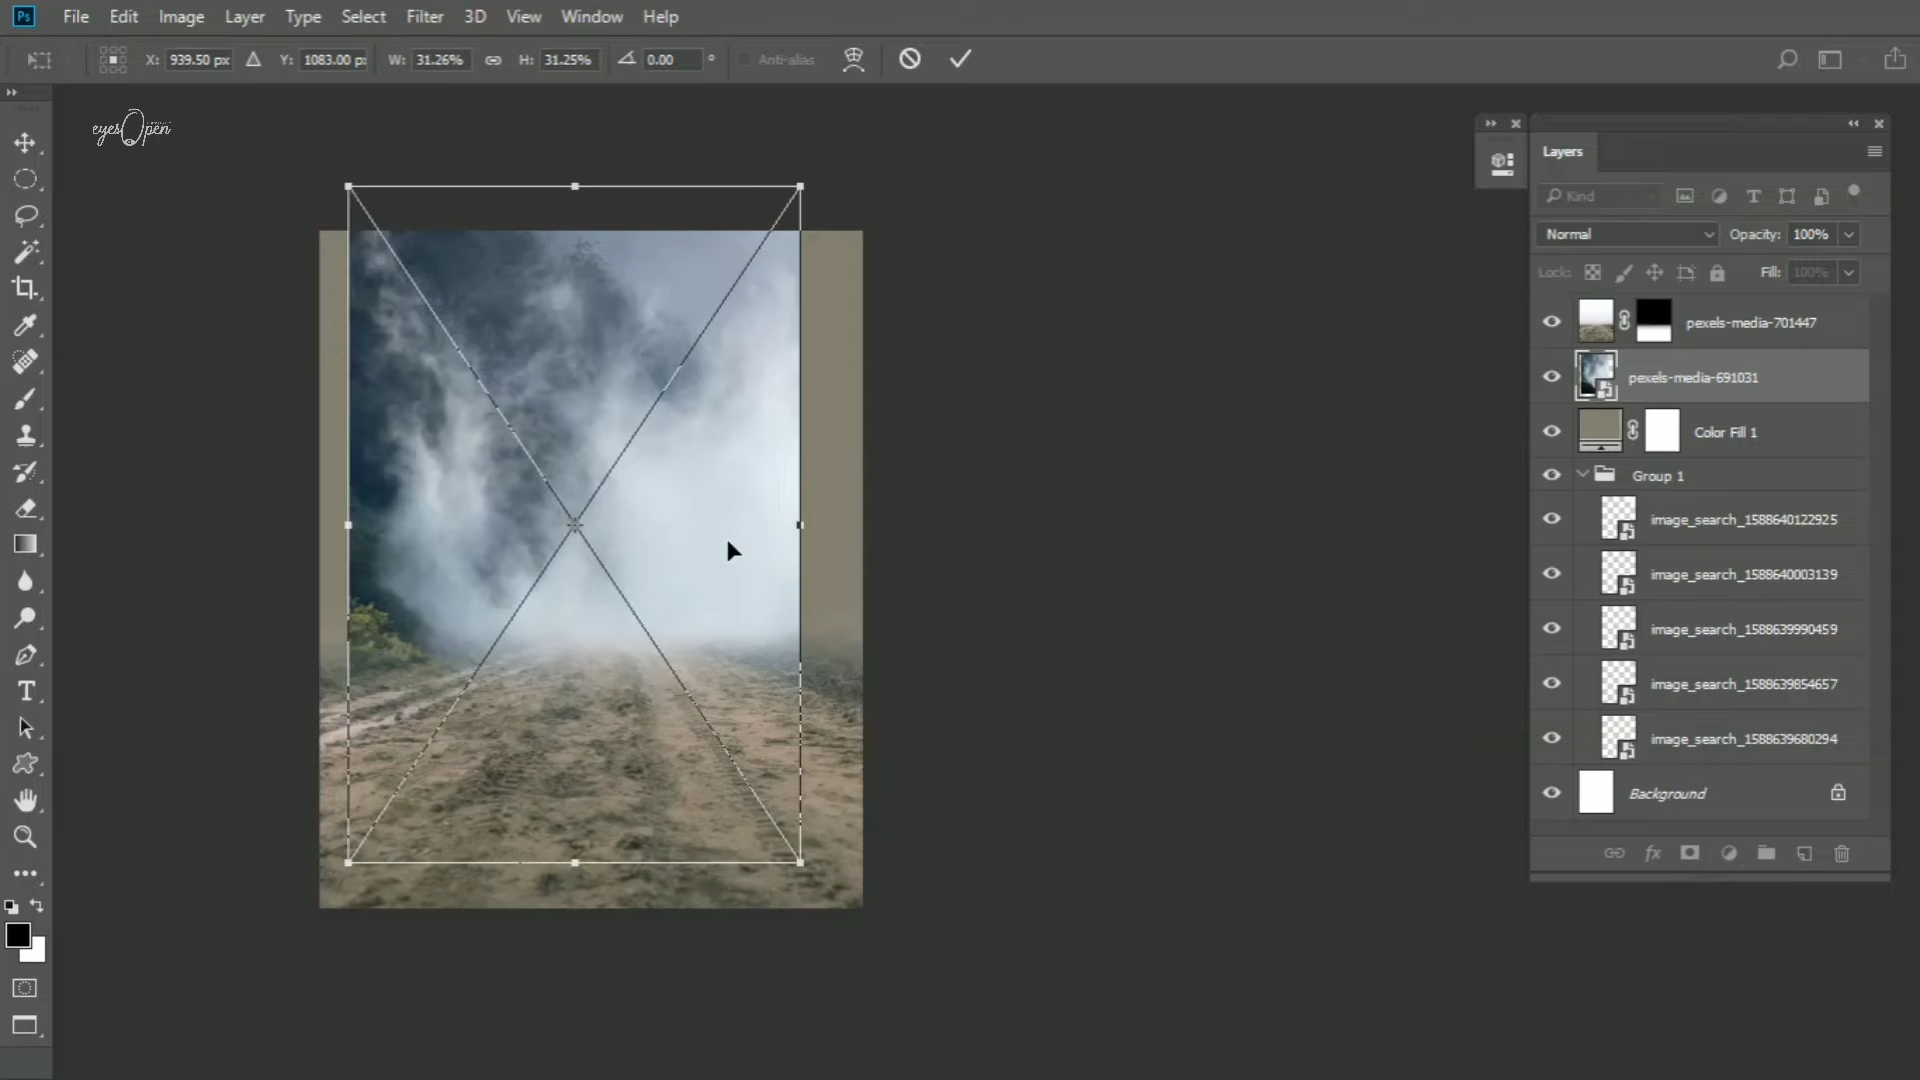 Ps File Edit Image Layer Type Select Filter 3D View Window Help
X: 939.50 px Y: 1083.00 p W: 31.26% H: 31.25% 0.00 ° Anti-alias
eyesOpen
Layers
Kind
Normal Opacity: 100%
Lock: Fill: 100%
pexels-media-701447
pexels-media-691031
Color Fill 1
Group 1
image_search_1588640122925
image_search_1588640003139
image_search_1588639990459
image_search_1588639854657
image_search_1588639680294
Background
fx